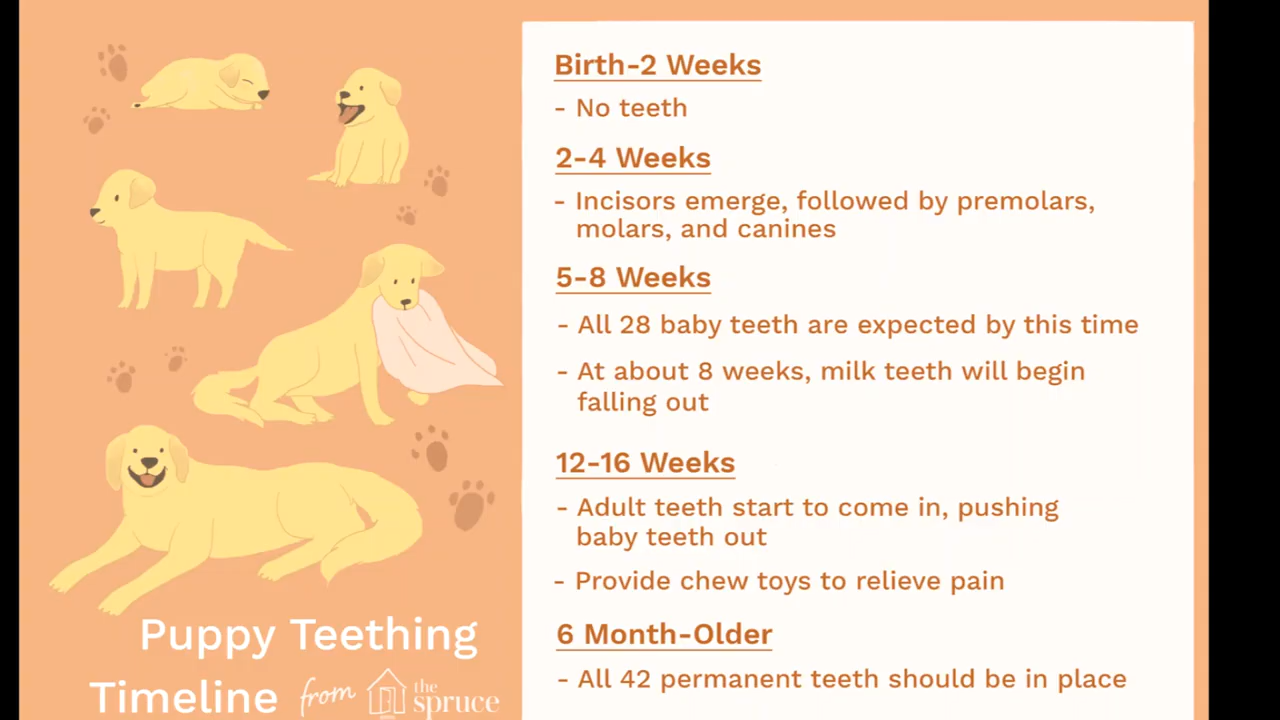 Birth-2 Weeks
- No teeth
2-4 Weeks
- Incisors emerge, followed by premolars,
molars, and canines
5-8 Weeks
- All 28 baby teeth are expected by this time
- At about 8 weeks, milk teeth will begin
falling out
12-16 Weeks
- Adult teeth start to come in, pushing
baby teeth out
- Provide chew toys to relieve pain
6 Month-Older
- All 42 permanent teeth should be in place
Puppy Teething
Timeline from the spruce